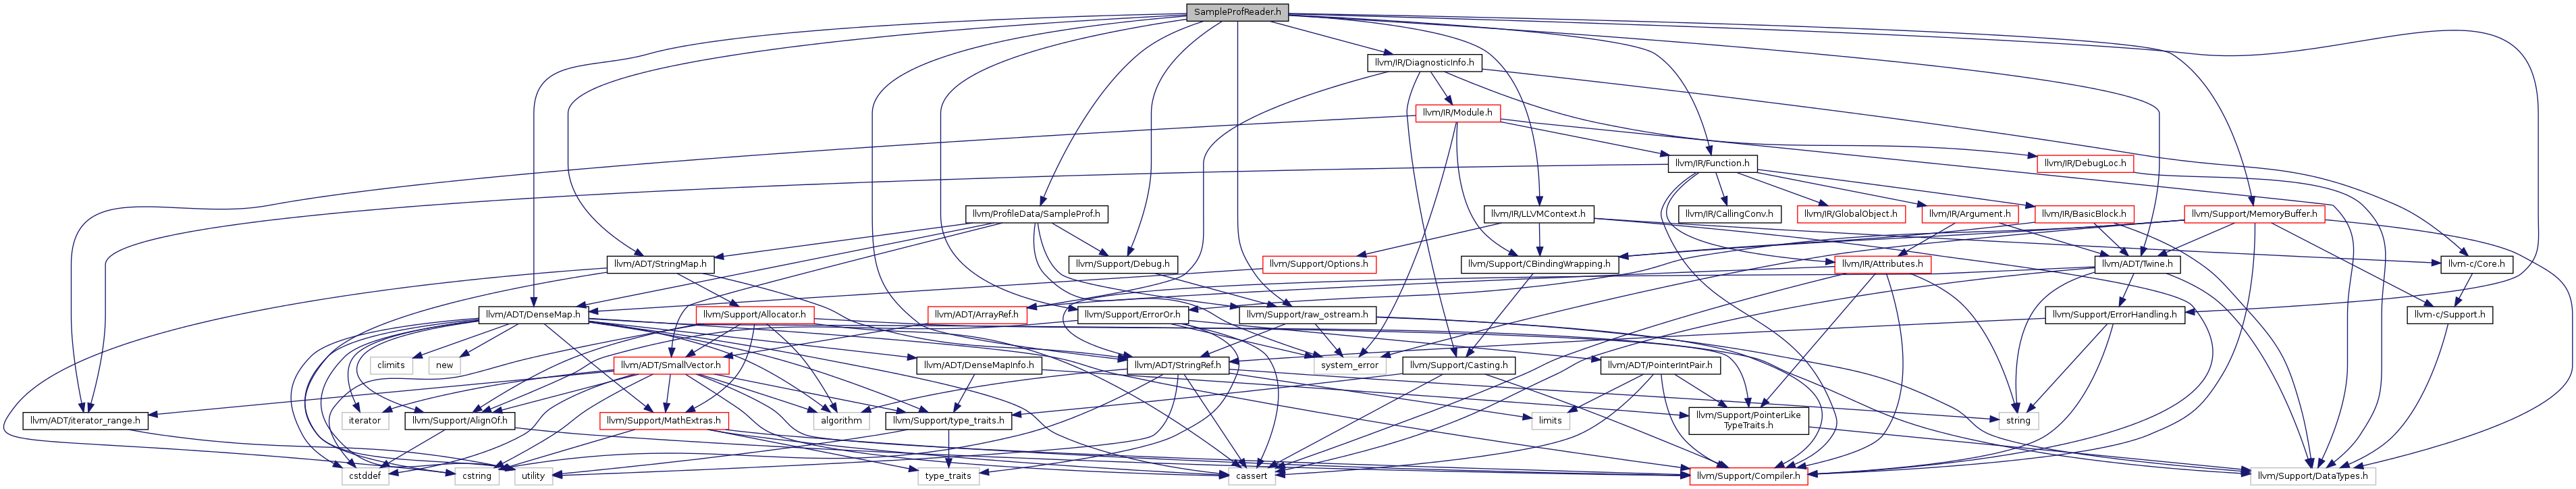 SampleProfReader.h
llvm/IR/DiagnosticInfo.h
llvm/IR/Module.h
llvm/IR/Function.h
llvm/IR/DebugLoc.h
llvm/ProfileData/SampleProf.h
llvm/IR/LLVMContext.h
llvm/IR/CallingConv.h
llvm/IR/GlobalObject.h
llvm/IR/Argument.h
llvm/IR/BasicBlock.h
llvm/Support/MemoryBuffer.h
llvm/ADT/StringMap.h
llvm/Support/Debug.h
llvm/Support/Options.h
llvm/Support/CBindingWrapping.h
llvm/IR/Attributes.h
llvm/ADT/Twine.h
llvm-c/Core.h
llvm/ADT/DenseMap.h
llvm/Support/Allocator.h
llvm/ADT/ArrayRef.h
llvm/Support/ErrorOr.h
llvm/Support/raw_ostream.h
llvm/Support/ErrorHandling.h
llvm-c/Support.h
climits
new
llvm/ADT/SmallVector.h
llvm/ADT/DenseMapInfo.h
llvm/ADT/StringRef.h
system_error
llvm/Support/Casting.h
llvm/ADT/PointerIntPair.h
llvm/ADT/iterator_range.h
iterator
llvm/Support/AlignOf.h
llvm/Support/MathExtras.h
algorithm
llvm/Support/type_traits.h
limits
llvm/Support/PointerLike
TypeTraits.h
string
cstddef
cstring
utility
type_traits
cassert
llvm/Support/Compiler.h
llvm/Support/DataTypes.h